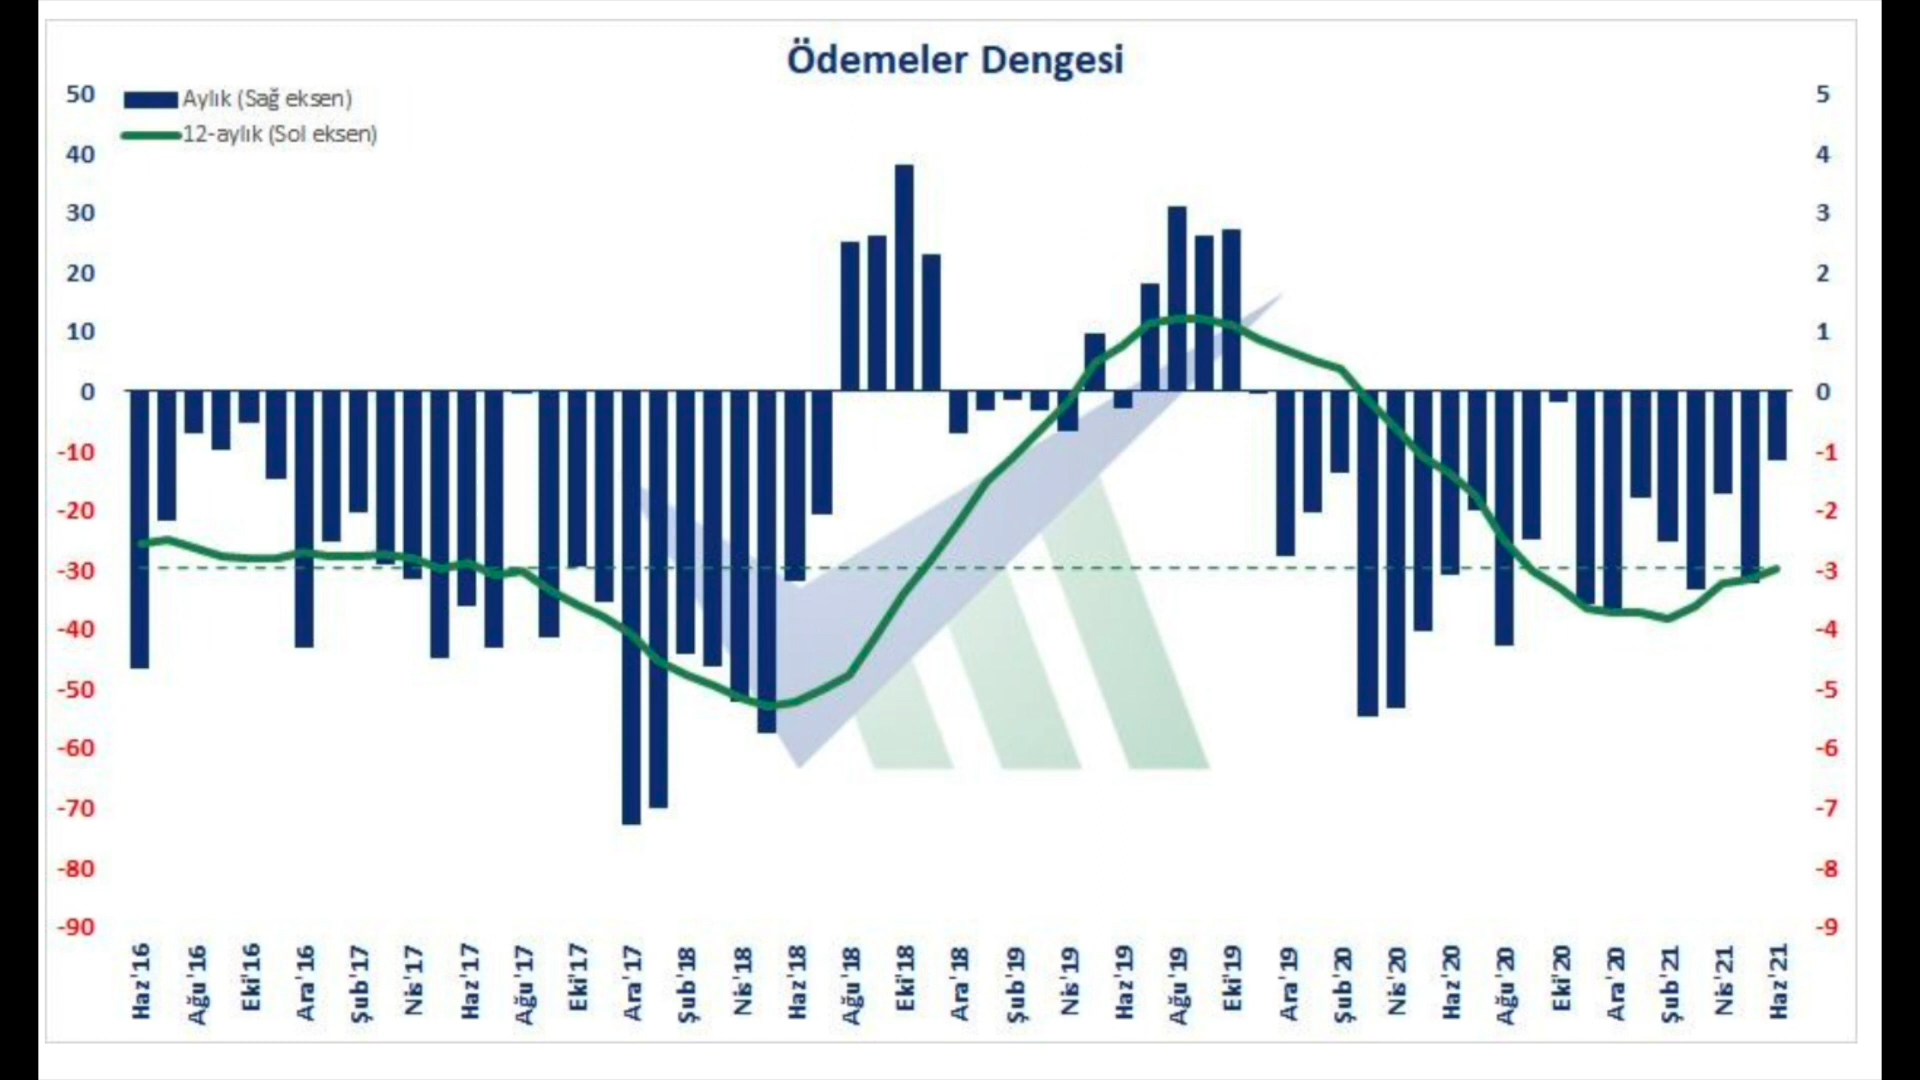 Ödemeler Dengesi
Aylık (Sağ eksen)
12-aylık (Sol eksen)
50
40
30
20
10
0
-10
-20
-30
-40
-50
-60
-70
-80
-90
5
4
3
2
1
0
-1
-2
-3
-4
-5
-6
-7
-8
-9
Haz'16
Ağu'16
Eki'16
Ara'16
Şub'17
Nis'17
Haz'17
Ağu'17
Eki'17
Ara'17
Şub'18
Nis'18
Haz'18
Ağu'18
Eki'18
Ara'18
Şub'19
Nis'19
Haz'19
Ağu'19
Eki'19
Ara'19
Şub'20
Nis'20
Haz'20
Ağu'20
Eki'20
Ara'20
Şub'21
Nis'21
Haz'21